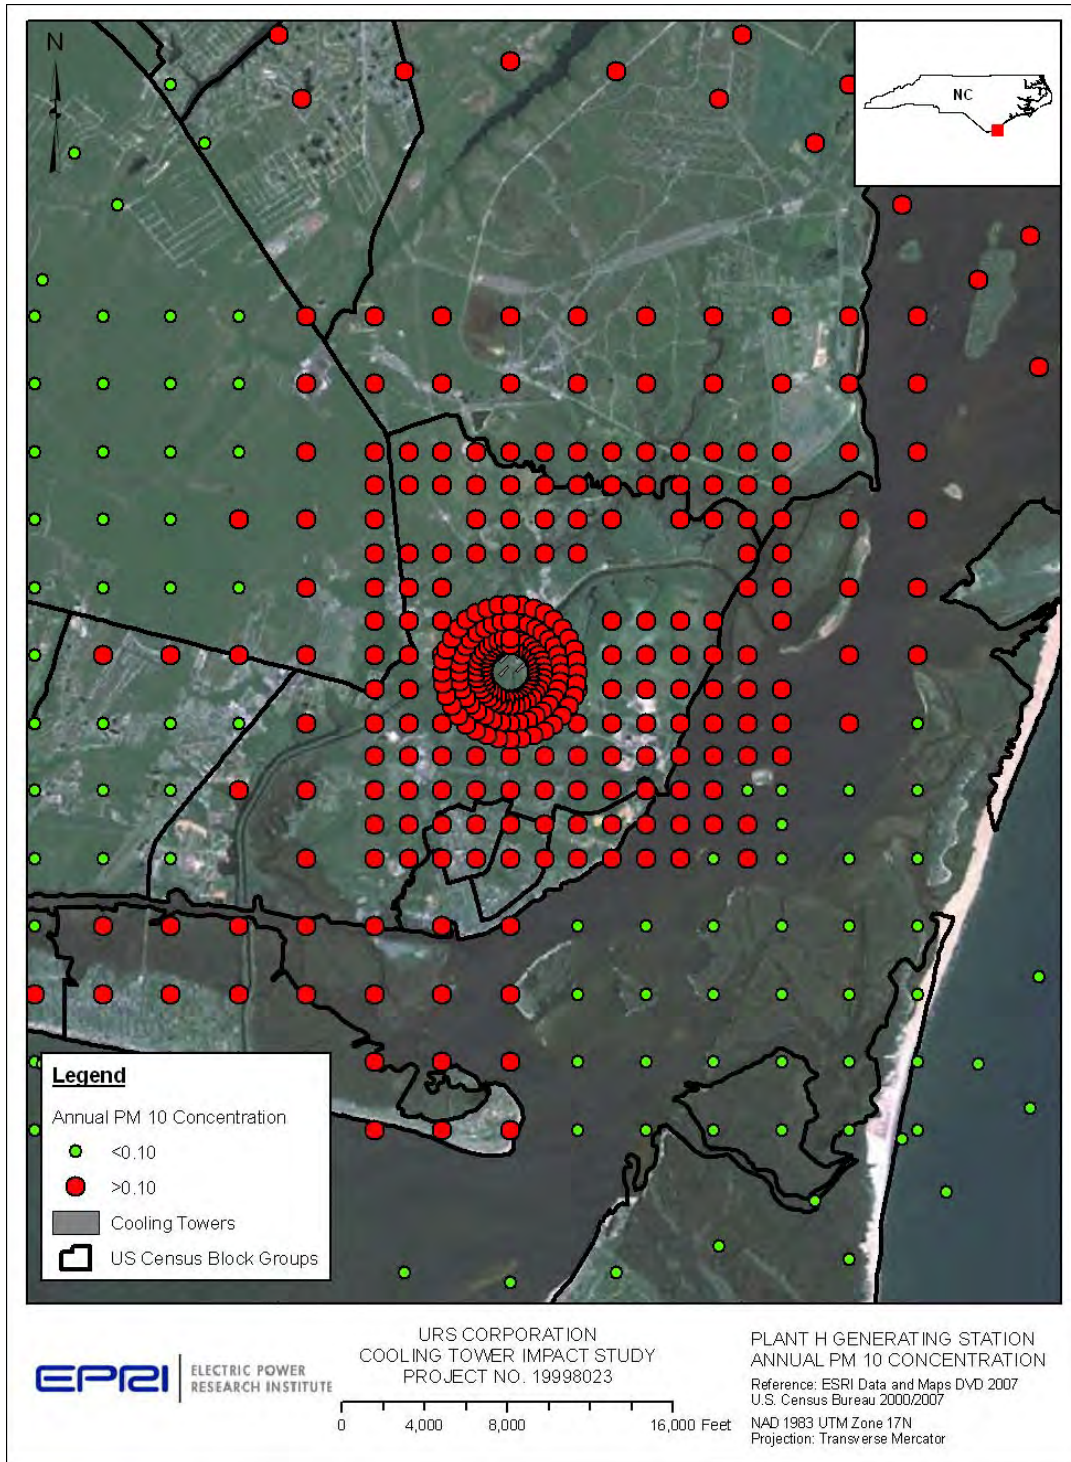 N
NC
Legend
Annual PM 10 Concentration
<0.10
>0.10
Cooling Towers
US Census Block Groups
EPRI
ELECTRIC POWER
RESEARCH INSTITUTE
URS CORPORATION
COOLING TOWER IMPACT STUDY
PROJECT NO. 19998023
0 4,000 8,000 16,000 Feet
PLANT H GENERATING STATION
ANNUAL PM 10 CONCENTRATION
Reference: ESRI Data and Maps DVD 2007
U.S. Census Bureau 2000/2007
NAD 1983 UTM Zone 17N
Projection: Transverse Mercator